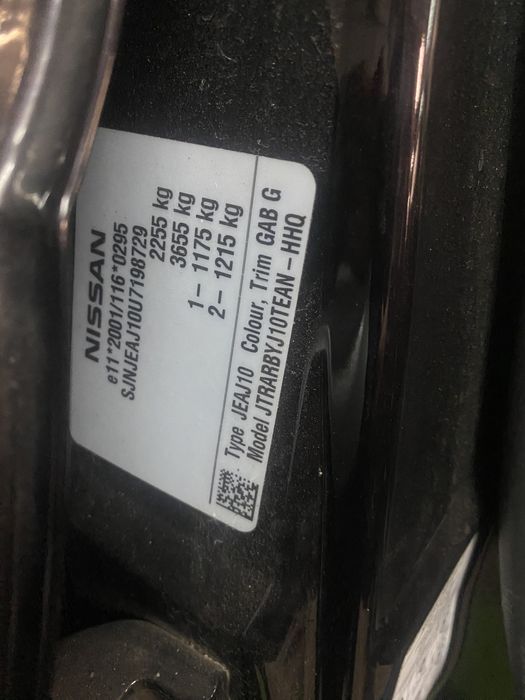 NISSAN
e11*2001/116*0295
SJNJEAJ10U7198729
2255 kg
3655 kg
1– 1175 kg
2– 1215 kg
Type JEAJ10 Colour, Trim GAB G
Model JTRARBYJ10TEAN–HHQ